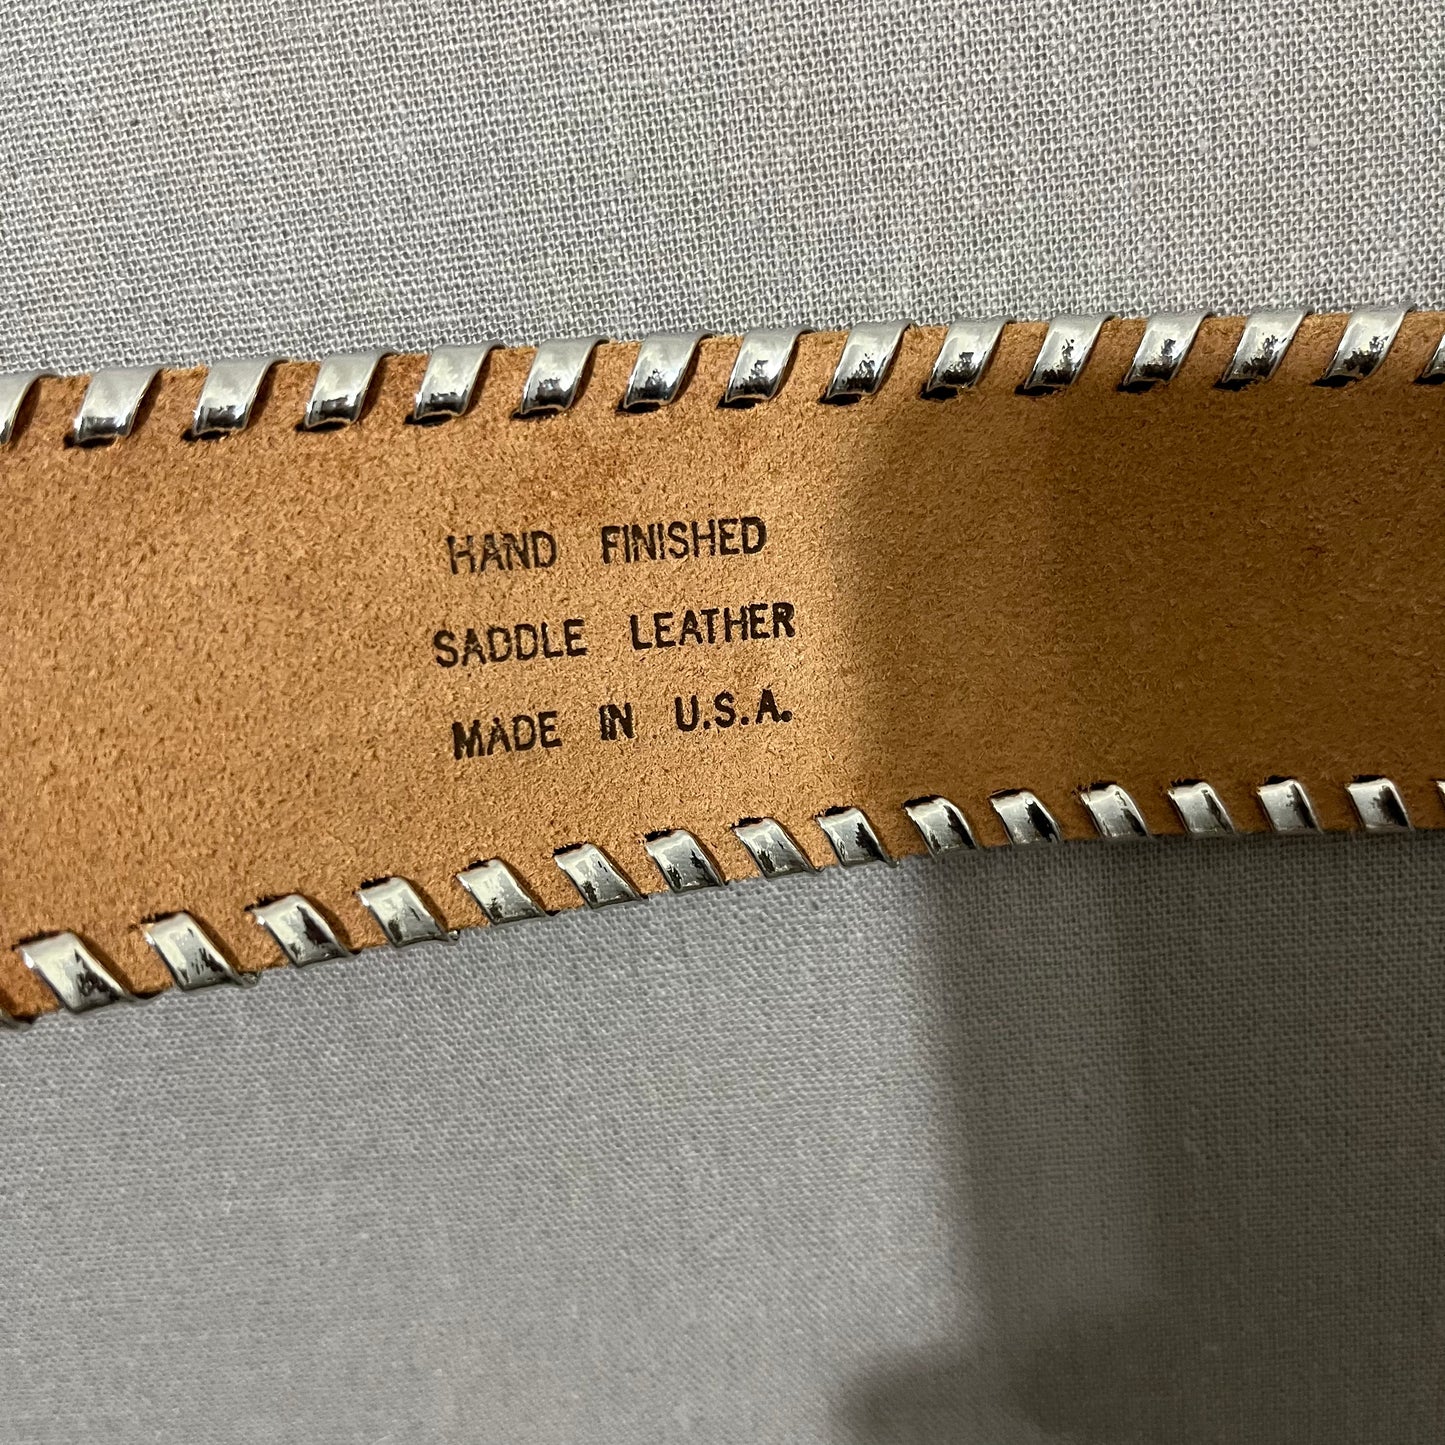 HAND FINISHED
SADDLE LEATHER
MADE IN U.S.A.